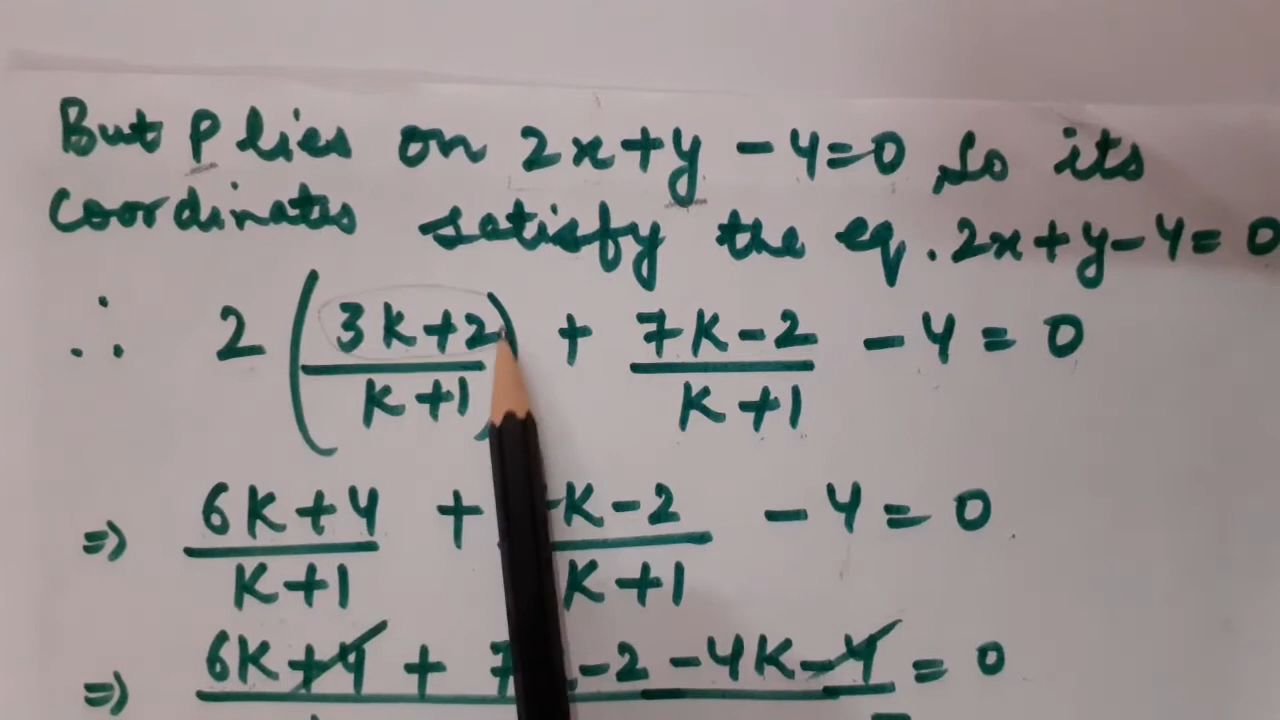 But P lies on 2x+y-4=0 So its
coordinates satisfy the eq. 2x+y-4=0
∴ 2 ( (3K+2)/(K+1) ) + (7K-2)/(K+1) - 4 = 0
⇒ (6K+4)/(K+1) + (K-2)/(K+1) - 4 = 0
⇒ 6K+4 + 7 -2 -4K-4 = 0